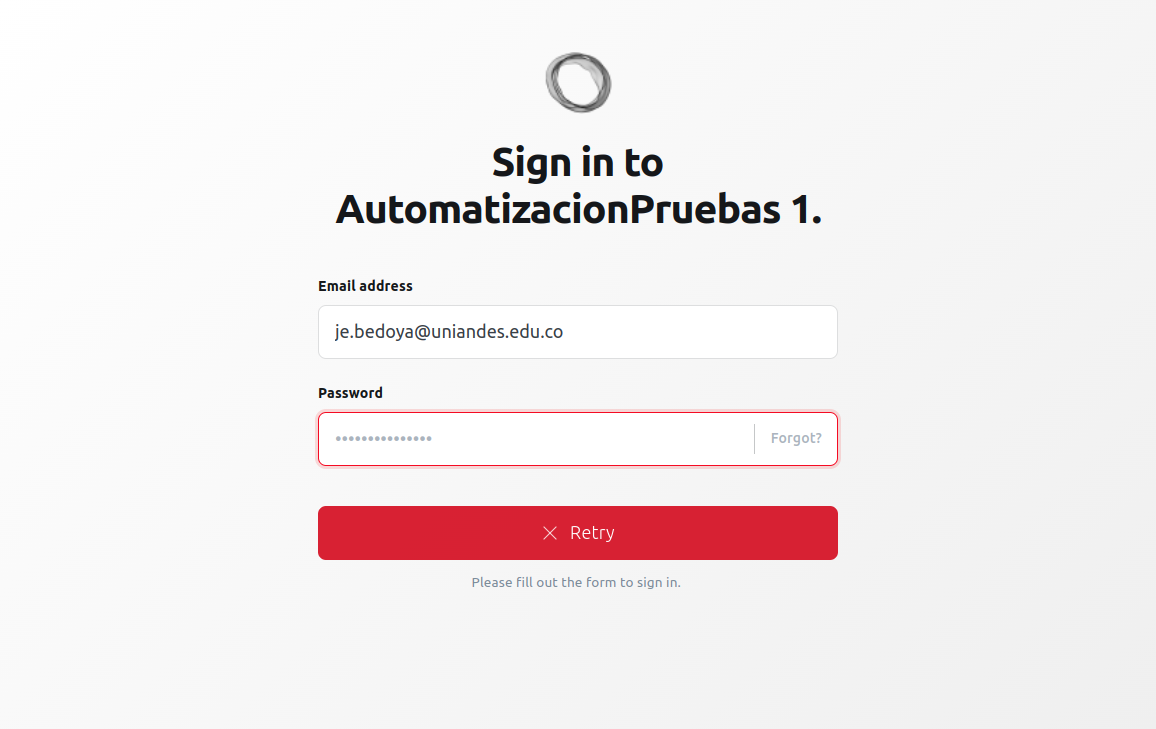 Sign in to
AutomatizacionPruebas 1.
Email address
je.bedoya@uniandes.edu.co
Password
•••••••••••••••
Forgot?
Retry
Please fill out the form to sign in.